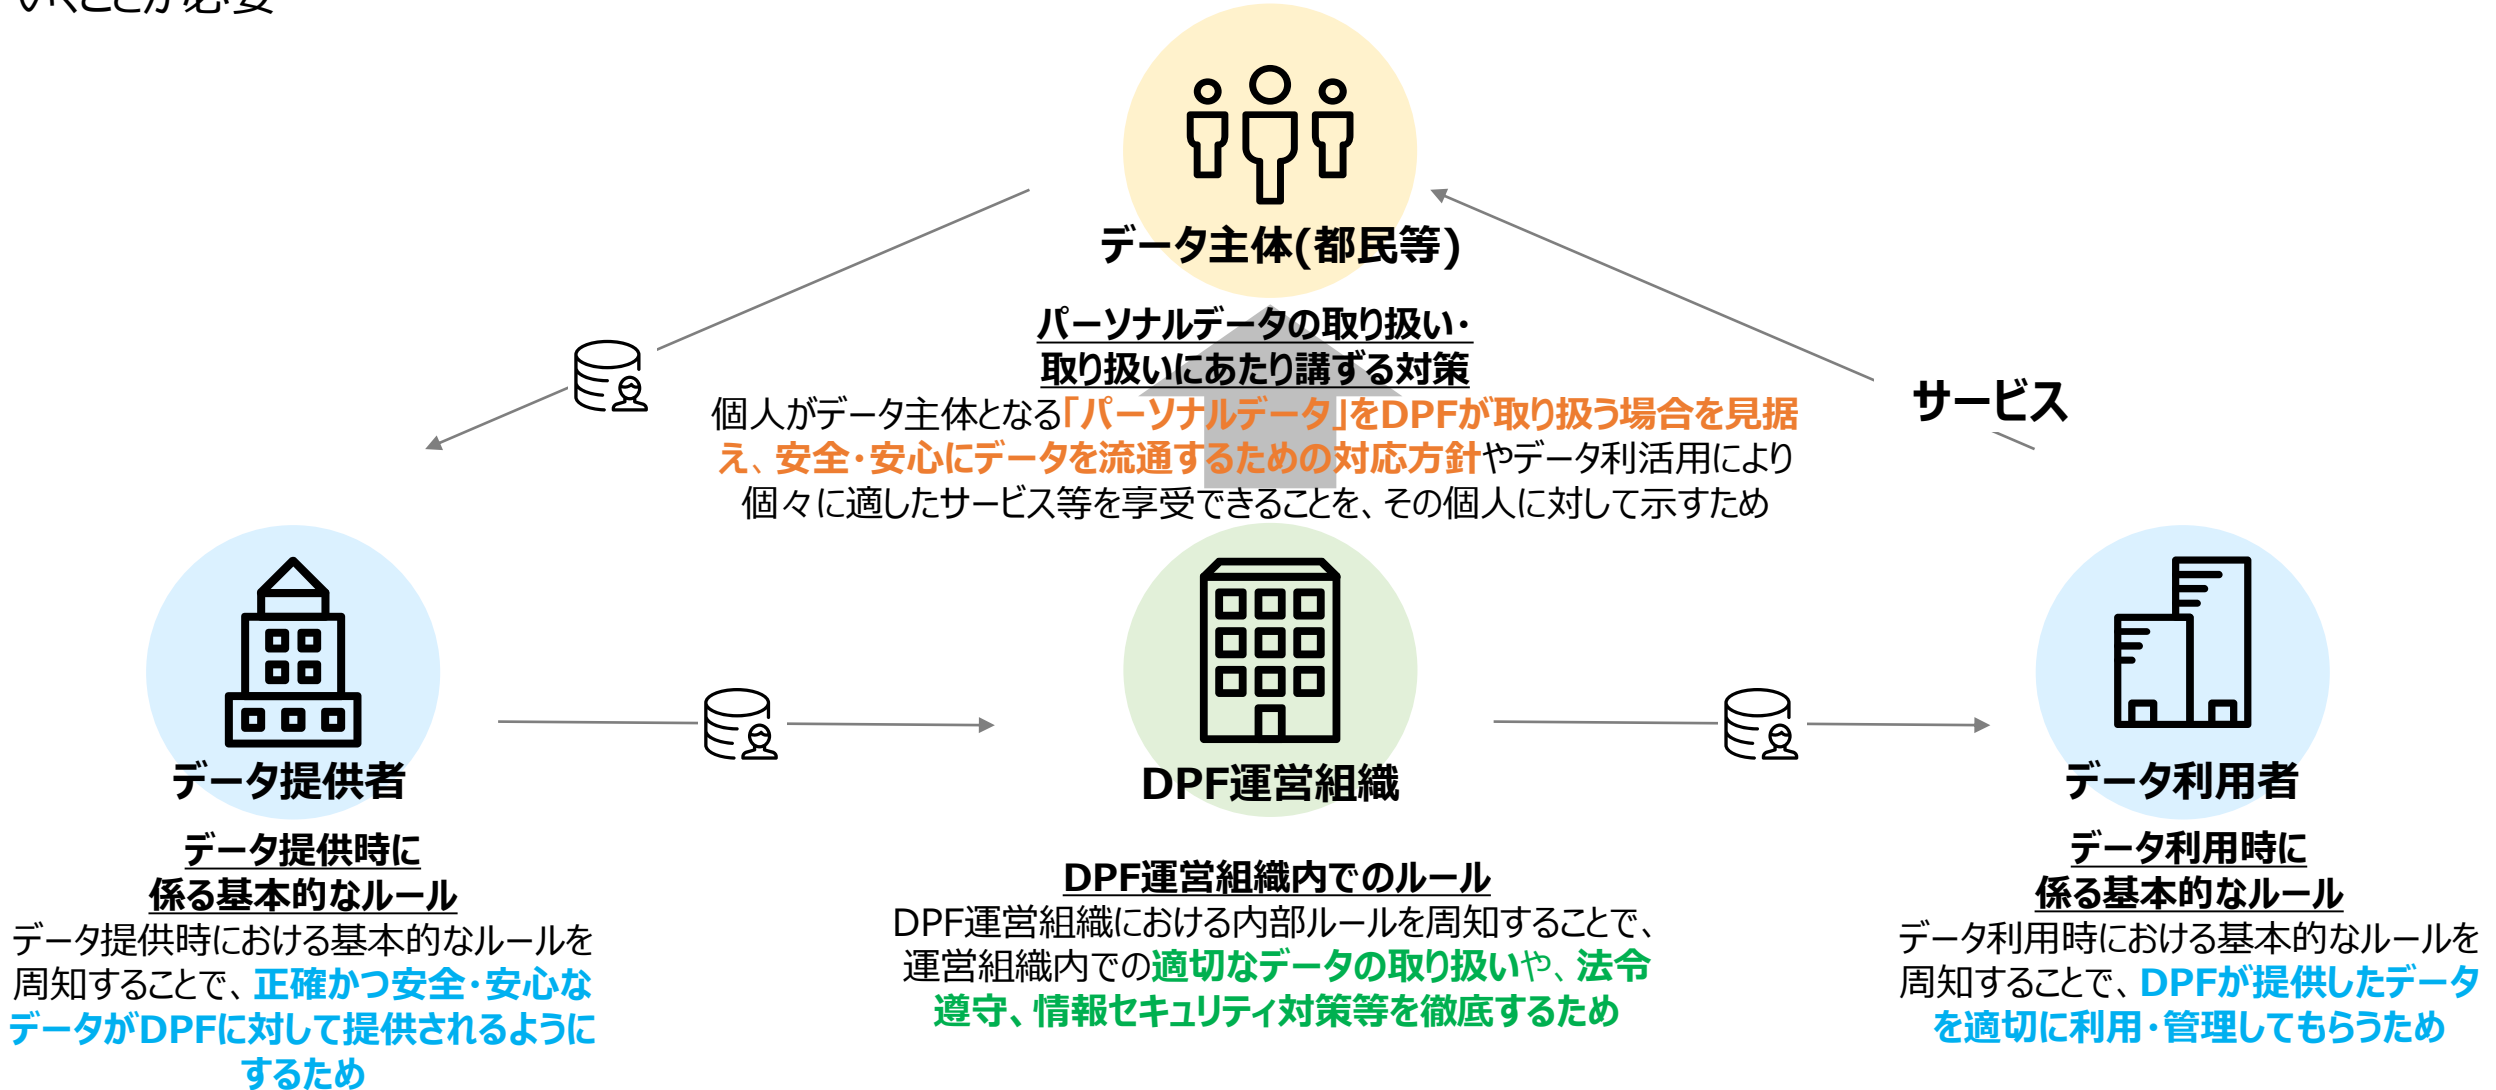 いくことが必要
データ主体(都民等)
パーソナルデータの取り扱い・
取り扱いにあたり講ずる対策
個人がデータ主体となる「パーソナルデータ」をDPFが取り扱う場合を見据
え、安全・安心にデータを流通するための対応方針やデータ利活用により
個々に適したサービス等を享受できることを、その個人に対して示すため
サービス
データ提供者
データ提供時に
係る基本的なルール
データ提供時における基本的なルールを
周知することで、正確かつ安全・安心な
データがDPFに対して提供されるように
するため
DPF運営組織
DPF運営組織内でのルール
DPF運営組織における内部ルールを周知することで、
運営組織内での適切なデータの取り扱いや、法令
遵守、情報セキュリティ対策等を徹底するため
データ利用者
データ利用時に
係る基本的なルール
データ利用時における基本的なルールを
周知することで、DPFが提供したデータ
を適切に利用・管理してもらうため